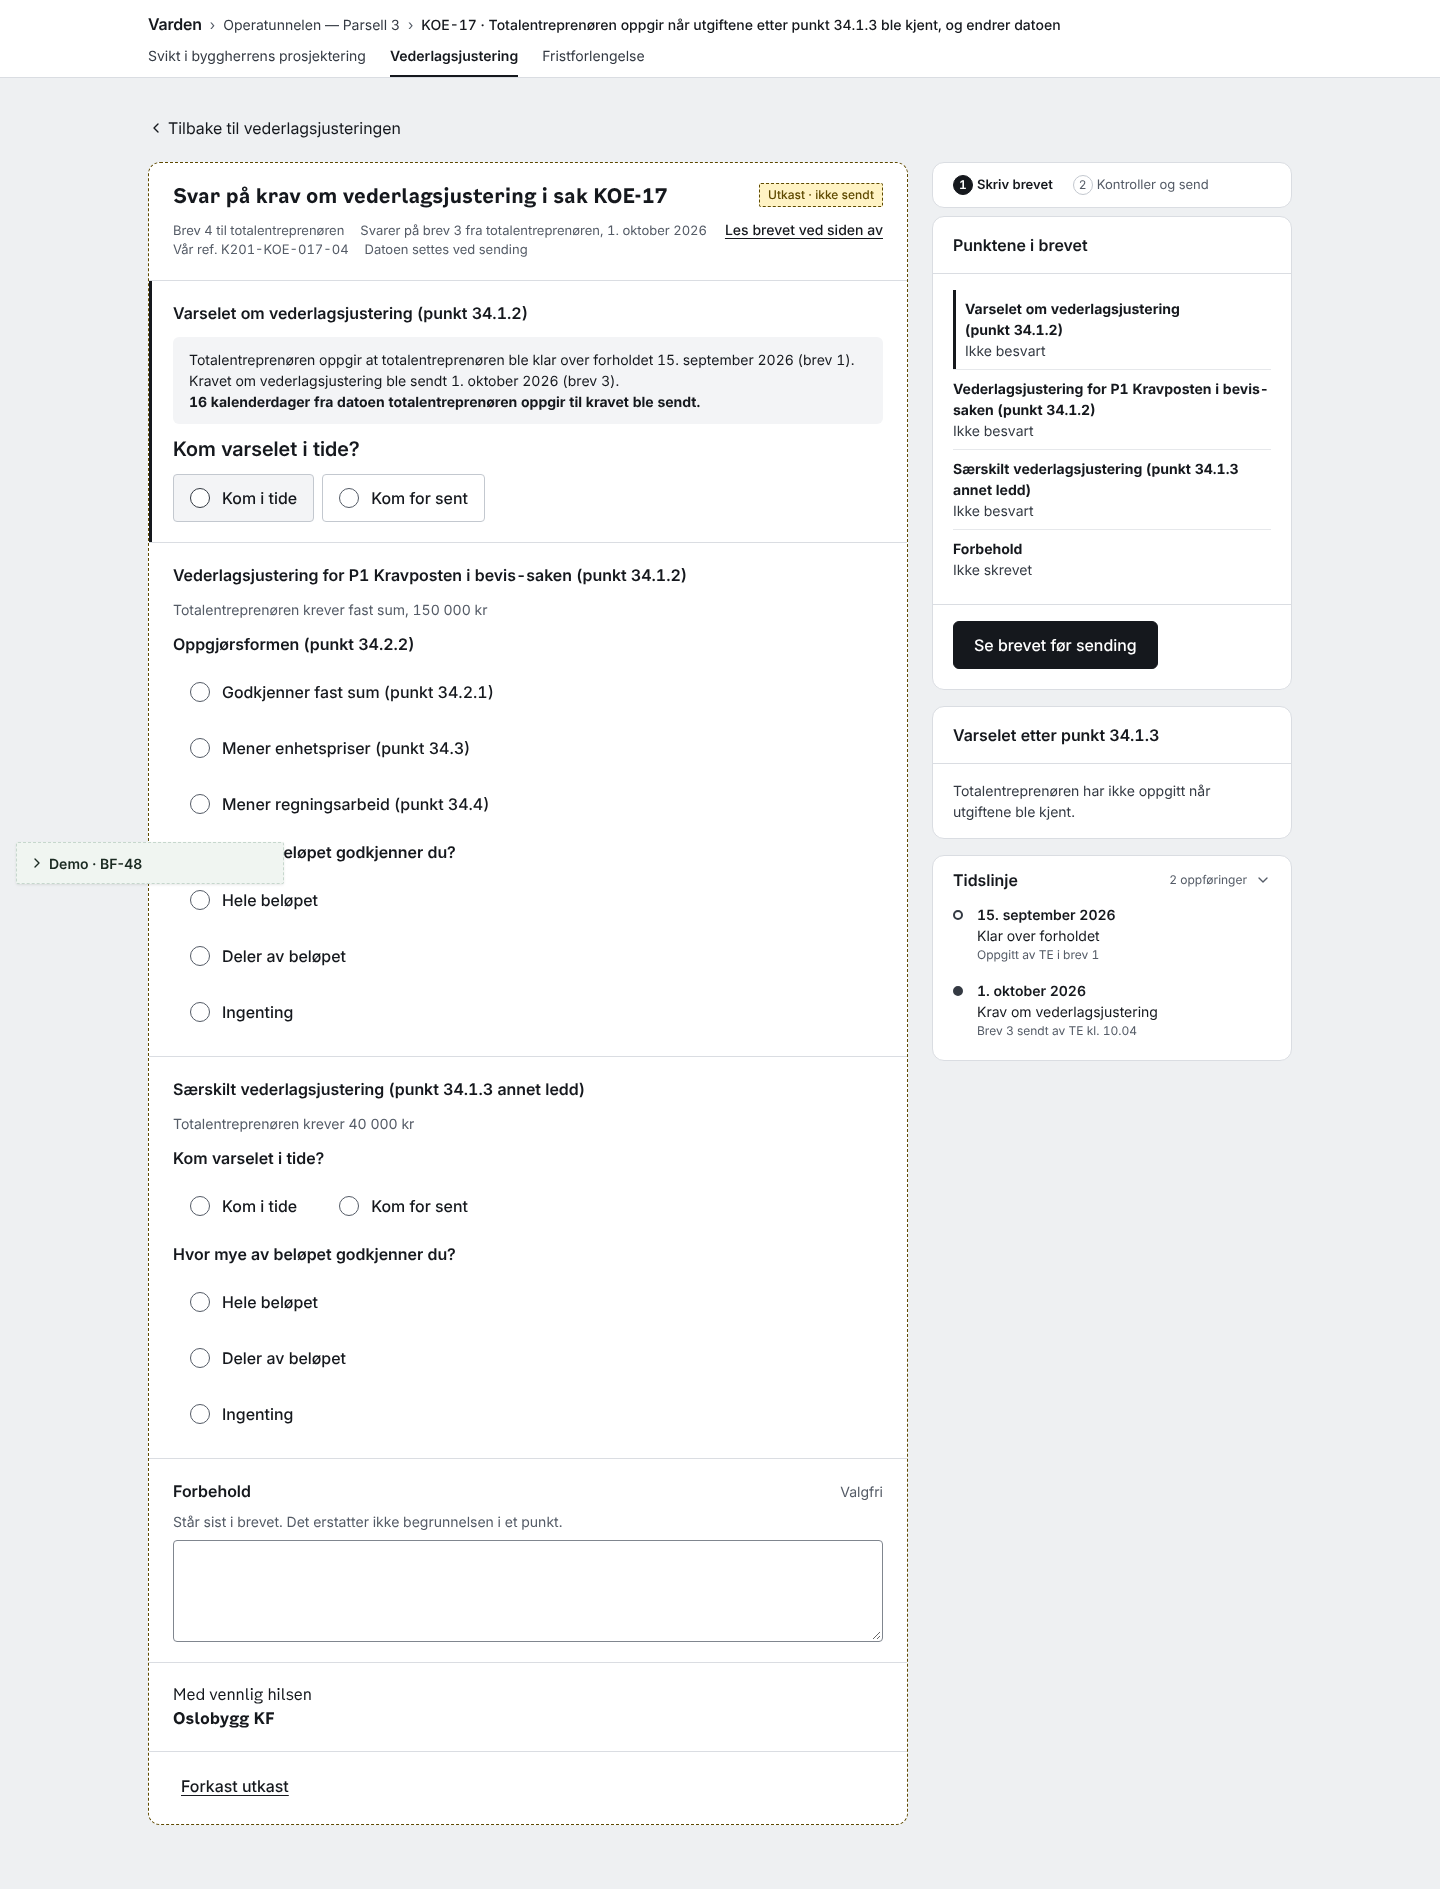 Varden › Operatunnelen — Parsell 3 › KOE-17 · Totalentreprenøren oppgir når utgiftene etter punkt 34.1.3 ble kjent, og endrer datoen
Svikt i byggherrens prosjektering Vederlagsjustering Fristforlengelse
Tilbake til vederlagsjusteringen
Svar på krav om vederlagsjustering i sak KOE-17
Utkast · ikke sendt
Brev 4 til totalentreprenøren Svarer på brev 3 fra totalentreprenøren, 1. oktober 2026
Les brevet ved siden av
Vår ref. K201-KOE-017-04 Datoen settes ved sending
Varselet om vederlagsjustering (punkt 34.1.2)
Totalentreprenøren oppgir at totalentreprenøren ble klar over forholdet 15. september 2026 (brev 1).
Kravet om vederlagsjustering ble sendt 1. oktober 2026 (brev 3).
16 kalenderdager fra datoen totalentreprenøren oppgir til kravet ble sendt.
Kom varselet i tide?
Kom i tide
Kom for sent
Vederlagsjustering for P1 Kravposten i bevis-saken (punkt 34.1.2)
Totalentreprenøren krever fast sum, 150 000 kr
Oppgjørsformen (punkt 34.2.2)
Godkjenner fast sum (punkt 34.2.1)
Mener enhetspriser (punkt 34.3)
Mener regningsarbeid (punkt 34.4)
eløpet godkjenner du?
Demo · BF-48
Hele beløpet
Deler av beløpet
Ingenting
Særskilt vederlagsjustering (punkt 34.1.3 annet ledd)
Totalentreprenøren krever 40 000 kr
Kom varselet i tide?
Kom i tide
Kom for sent
Hvor mye av beløpet godkjenner du?
Hele beløpet
Deler av beløpet
Ingenting
Forbehold
Valgfri
Står sist i brevet. Det erstatter ikke begrunnelsen i et punkt.
Med vennlig hilsen
Oslobygg KF
Forkast utkast
1 Skriv brevet 2 Kontroller og send
Punktene i brevet
Varselet om vederlagsjustering
(punkt 34.1.2)
Ikke besvart
Vederlagsjustering for P1 Kravposten i bevis-
saken (punkt 34.1.2)
Ikke besvart
Særskilt vederlagsjustering (punkt 34.1.3
annet ledd)
Ikke besvart
Forbehold
Ikke skrevet
Se brevet før sending
Varselet etter punkt 34.1.3
Totalentreprenøren har ikke oppgitt når
utgiftene ble kjent.
Tidslinje
2 oppføringer
15. september 2026
Klar over forholdet
Oppgitt av TE i brev 1
1. oktober 2026
Krav om vederlagsjustering
Brev 3 sendt av TE kl. 10.04